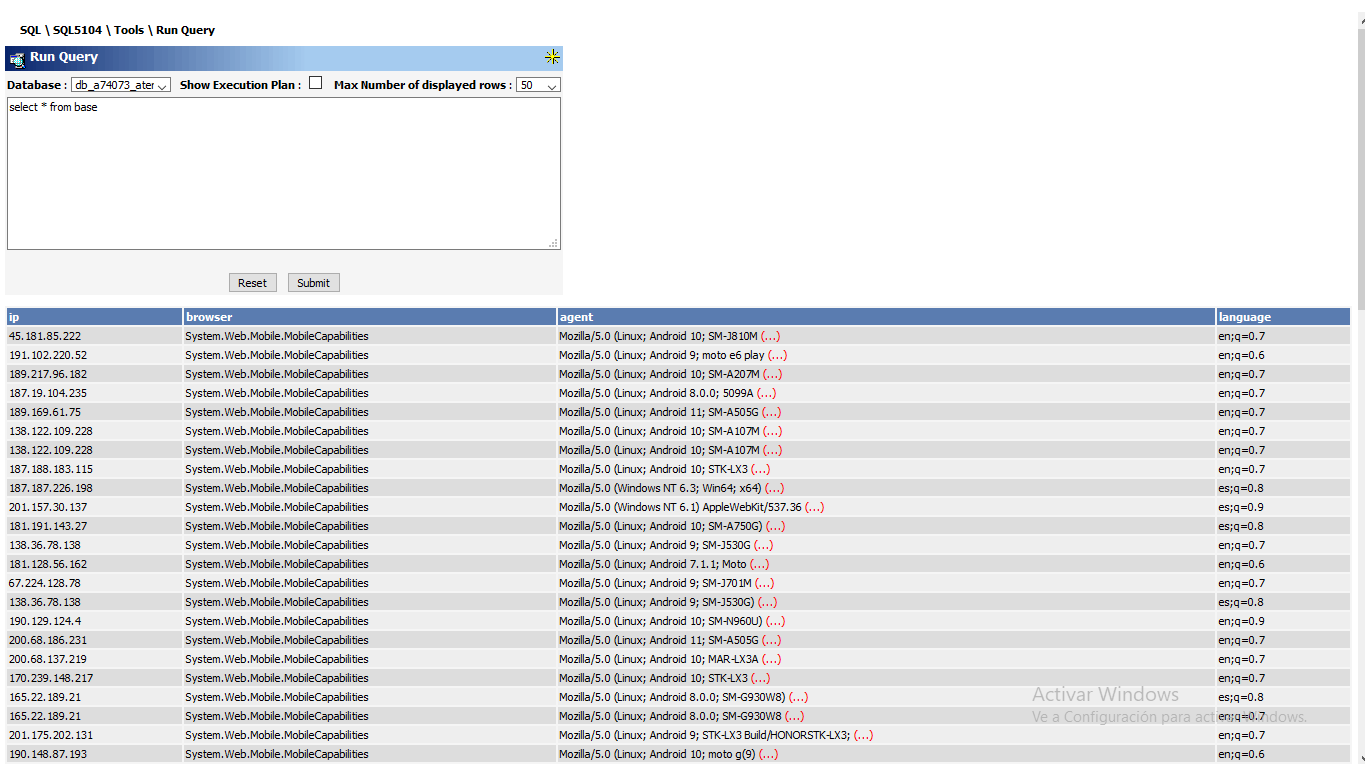 SQL \ SQL5104 \ Tools \ Run Query
Run Query
Database : db_a74073_ater Show Execution Plan : Max Number of displayed rows : 50
select * from base
Reset Submit
ip browser agent language
45.181.85.222 System.Web.Mobile.MobileCapabilities Mozilla/5.0 (Linux; Android 10; SM-J810M (...) en;q=0.7
191.102.220.52 System.Web.Mobile.MobileCapabilities Mozilla/5.0 (Linux; Android 9; moto e6 play (...) en;q=0.6
189.217.96.182 System.Web.Mobile.MobileCapabilities Mozilla/5.0 (Linux; Android 10; SM-A207M (...) en;q=0.7
187.19.104.235 System.Web.Mobile.MobileCapabilities Mozilla/5.0 (Linux; Android 8.0.0; 5099A (...) en;q=0.7
189.169.61.75 System.Web.Mobile.MobileCapabilities Mozilla/5.0 (Linux; Android 11; SM-A505G (...) en;q=0.7
138.122.109.228 System.Web.Mobile.MobileCapabilities Mozilla/5.0 (Linux; Android 10; SM-A107M (...) en;q=0.7
138.122.109.228 System.Web.Mobile.MobileCapabilities Mozilla/5.0 (Linux; Android 10; SM-A107M (...) en;q=0.7
187.188.183.115 System.Web.Mobile.MobileCapabilities Mozilla/5.0 (Linux; Android 10; STK-LX3 (...) en;q=0.7
187.187.226.198 System.Web.Mobile.MobileCapabilities Mozilla/5.0 (Windows NT 6.3; Win64; x64) (...) es;q=0.8
201.157.30.137 System.Web.Mobile.MobileCapabilities Mozilla/5.0 (Windows NT 6.1) AppleWebKit/537.36 (...) es;q=0.9
181.191.143.27 System.Web.Mobile.MobileCapabilities Mozilla/5.0 (Linux; Android 10; SM-A750G) (...) es;q=0.8
138.36.78.138 System.Web.Mobile.MobileCapabilities Mozilla/5.0 (Linux; Android 9; SM-J530G (...) en;q=0.7
181.128.56.162 System.Web.Mobile.MobileCapabilities Mozilla/5.0 (Linux; Android 7.1.1; Moto (...) en;q=0.6
67.224.128.78 System.Web.Mobile.MobileCapabilities Mozilla/5.0 (Linux; Android 9; SM-J701M (...) en;q=0.7
138.36.78.138 System.Web.Mobile.MobileCapabilities Mozilla/5.0 (Linux; Android 9; SM-J530G) (...) es;q=0.8
190.129.124.4 System.Web.Mobile.MobileCapabilities Mozilla/5.0 (Linux; Android 10; SM-N960U) (...) en;q=0.9
200.68.186.231 System.Web.Mobile.MobileCapabilities Mozilla/5.0 (Linux; Android 11; SM-A505G (...) en;q=0.7
200.68.137.219 System.Web.Mobile.MobileCapabilities Mozilla/5.0 (Linux; Android 10; MAR-LX3A (...) en;q=0.7
170.239.148.217 System.Web.Mobile.MobileCapabilities Mozilla/5.0 (Linux; Android 10; STK-LX3 (...) en;q=0.7
165.22.189.21 System.Web.Mobile.MobileCapabilities Mozilla/5.0 (Linux; Android 8.0.0; SM-G930W8) (...) es;q=0.8
165.22.189.21 System.Web.Mobile.MobileCapabilities Mozilla/5.0 (Linux; Android 8.0.0; SM-G930W8 (...) en;q=0.7
201.175.202.131 System.Web.Mobile.MobileCapabilities Mozilla/5.0 (Linux; Android 9; STK-LX3 Build/HONORSTK-LX3; (...) en;q=0.7
190.148.87.193 System.Web.Mobile.MobileCapabilities Mozilla/5.0 (Linux; Android 10; moto g(9) (...) en;q=0.6
Activar Windows
Ve a Configuración para activar Windows.